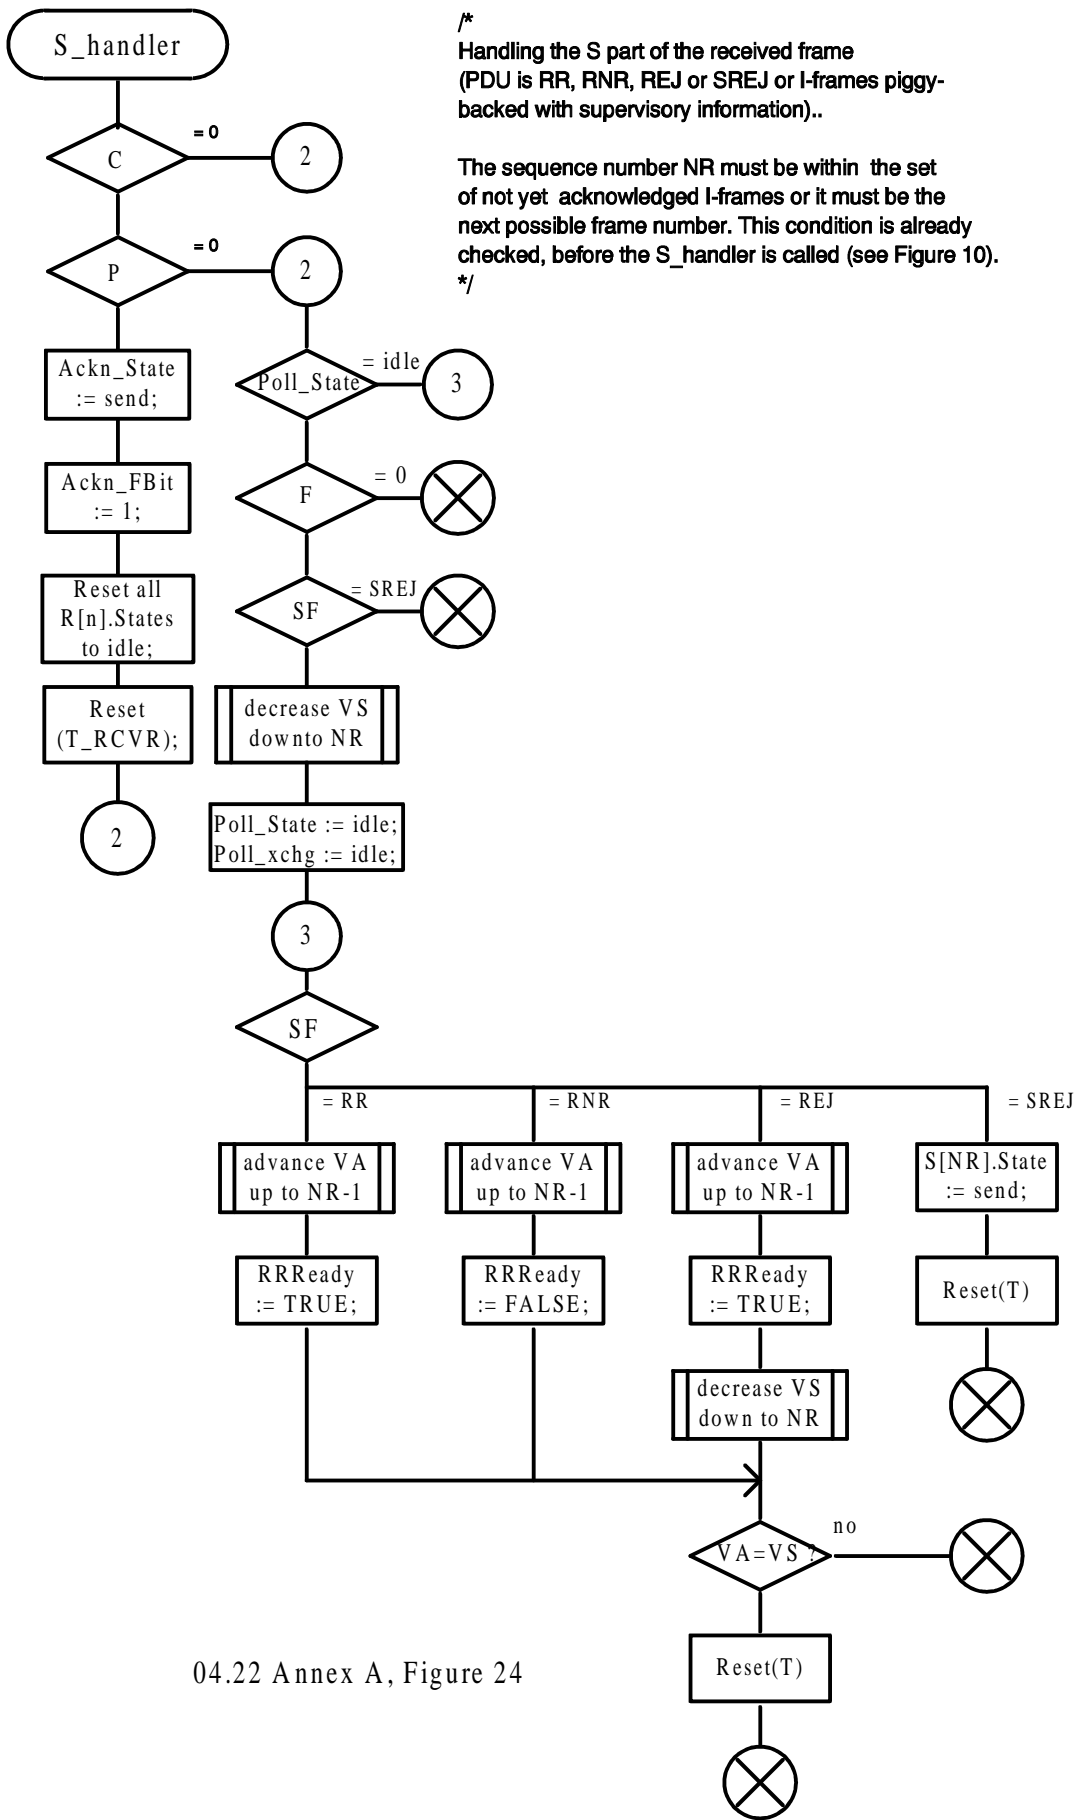 S_handler
/*
Handling the S part of the received frame
(PDU is RR, RNR, REJ or SREJ or I-frames piggy-
backed with supervisory information)..
The sequence number NR must be within the set
of not yet acknowledged I-frames or it must be the
next possible frame number. This condition is already
checked, before the S_handler is called (see Figure 10).
*/
C
= 0
2
P
= 0
2
Ackn_State
:= send;
Ackn_FBit
:= 1;
Reset all
R[n].States
to idle;
Reset
(T_RCVR);
2
Poll_State
= idle
3
F
= 0
SF
= SREJ
decrease VS
downto NR
Poll_State := idle;
Poll_xchg := idle;
3
SF
= RR
= RNR
= REJ
= SREJ
advance VA
up to NR-1
RRReady
:= TRUE;
advance VA
up to NR-1
RRReady
:= FALSE;
advance VA
up to NR-1
RRReady
:= TRUE;
decrease VS
down to NR
S[NR].State
:= send;
Reset(T)
VA=VS ?
no
Reset(T)
04.22 Annex A, Figure 24